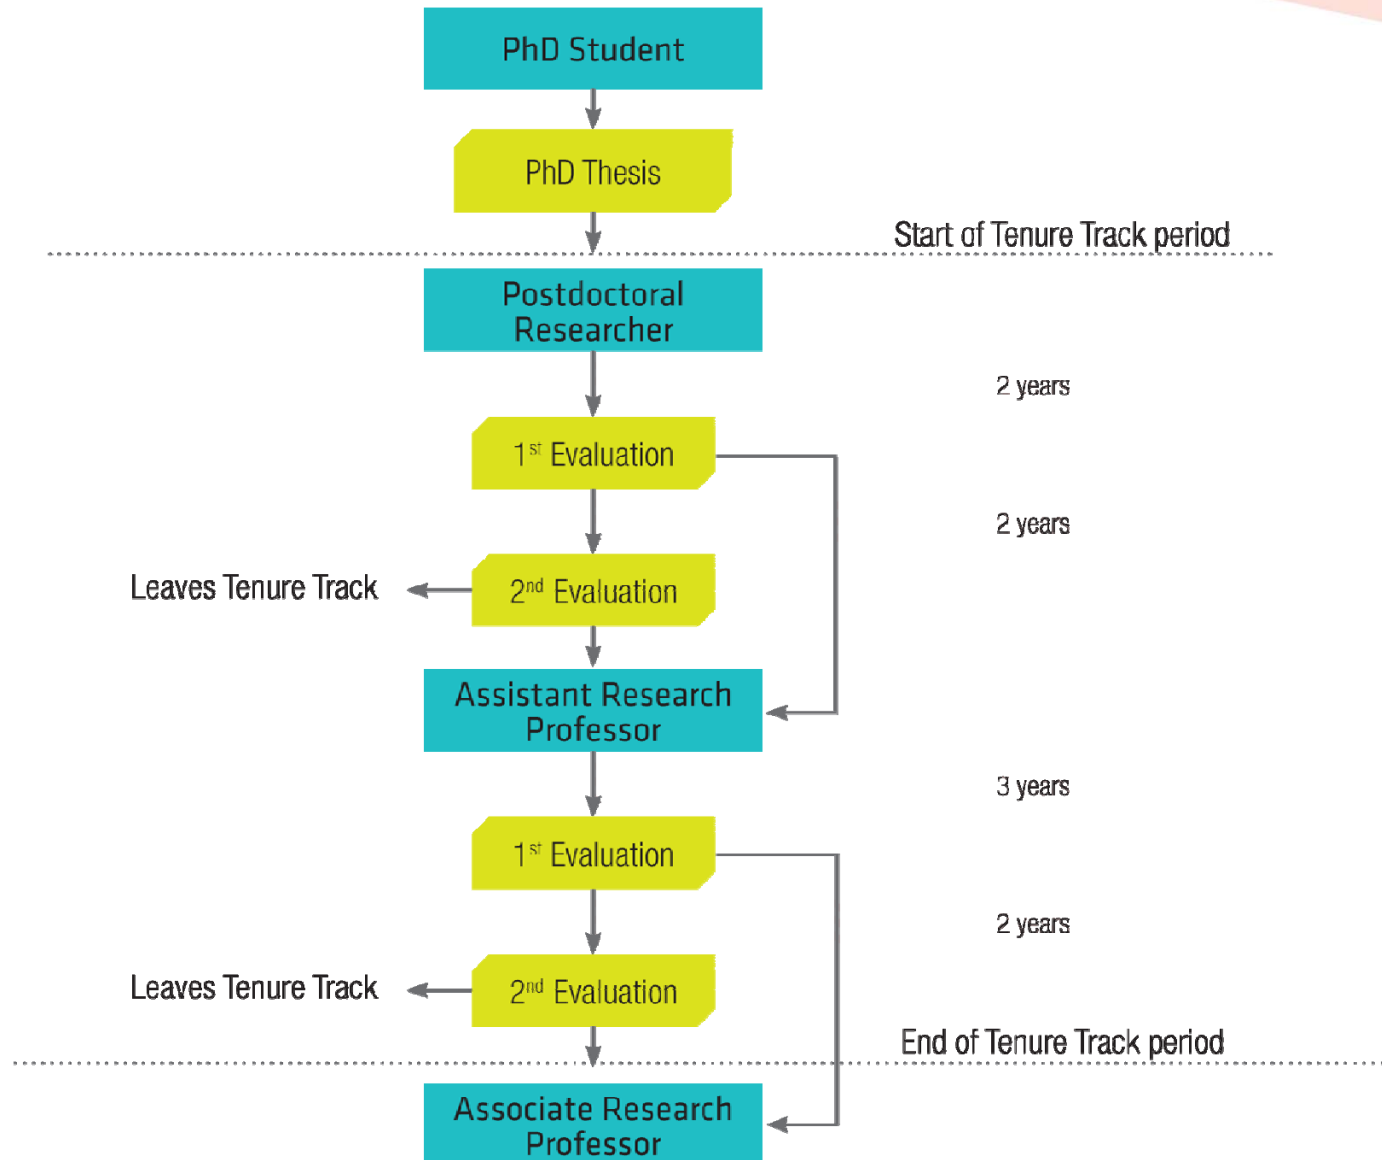 PhD Student
PhD Thesis
Start of Tenure Track period
Postdoctoral
Researcher
2 years
1st Evaluation
2 years
Leaves Tenure Track
2nd Evaluation
Assistant Research
Professor
3 years
1st Evaluation
2 years
Leaves Tenure Track
2nd Evaluation
End of Tenure Track period
Associate Research
Professor